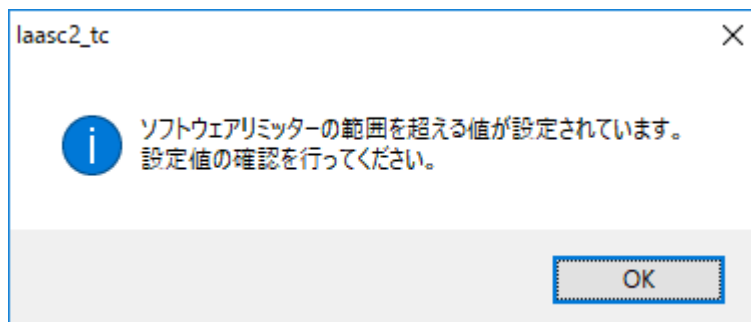 laasc2_tc
ソフトウェアリミッターの範囲を超える値が設定されています。
設定値の確認を行ってください。
OK